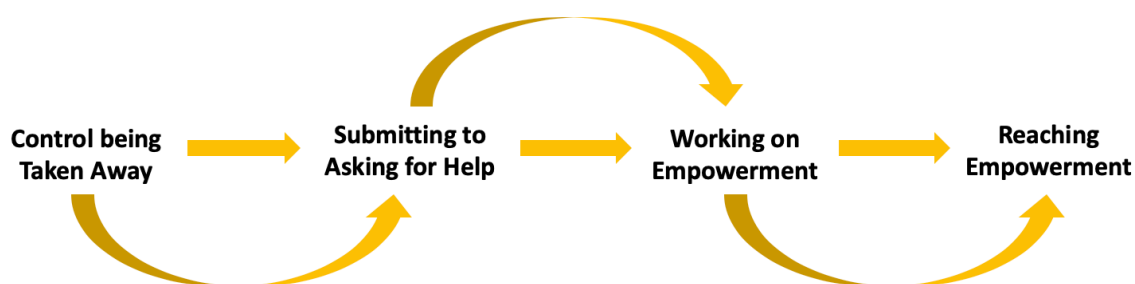 Control being
Taken Away
Submitting to
Asking for Help
Working on
Empowerment
Reaching
Empowerment